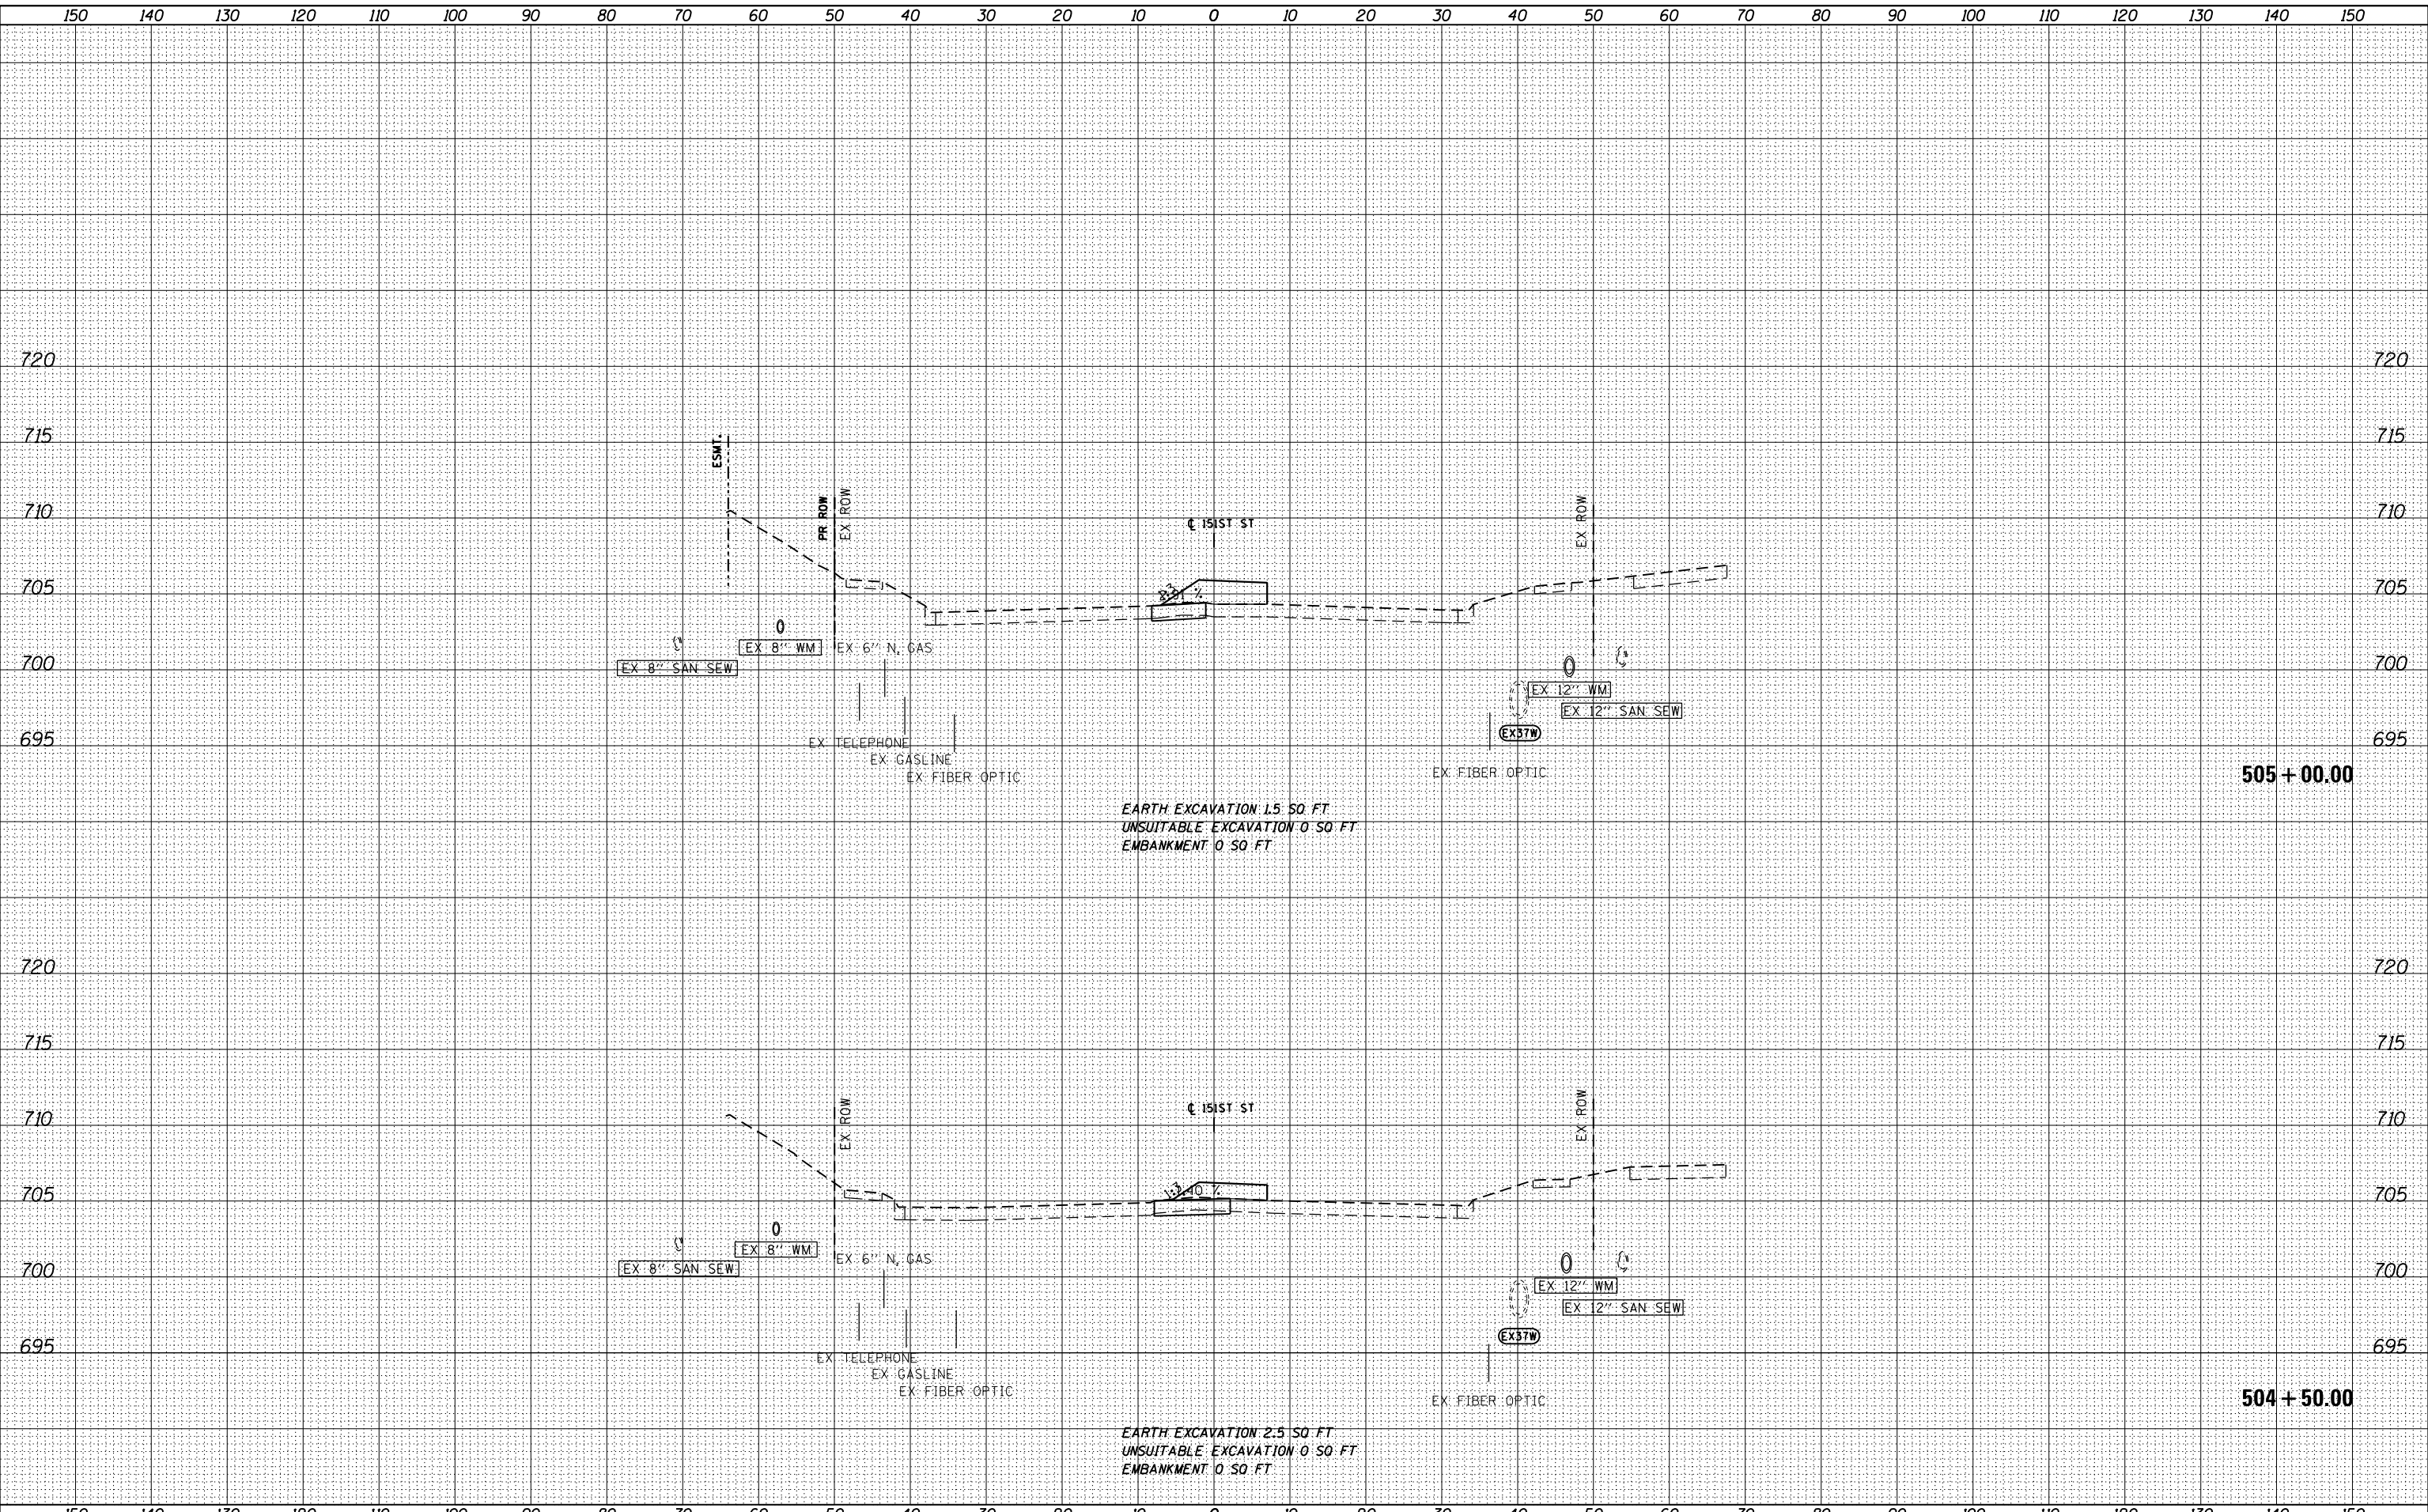 150 140 130 120 110 100 90 80 70 60 50 40 30 20 10 0 10 20 30 40 50 60 70 80 90 100 110 120 130 140 150
720 720
715 715
ESMT.
710 710
PR ROW
EX ROW
℄ 151ST ST
EX ROW
705 705
EX 8" WM
EX 6" N, GAS
EX 8" SAN SEW
700 700
EX 12" WM
EX 12" SAN SEW
EX37W
695 695
EX TELEPHONE
EX GASLINE
EX FIBER OPTIC
EX FIBER OPTIC
505+00.00
EARTH EXCAVATION 1.5 SQ FT
UNSUITABLE EXCAVATION 0 SQ FT
EMBANKMENT 0 SQ FT
720 720
715 715
710 710
EX ROW
℄ 151ST ST
EX ROW
705 705
EX 8" WM
EX 6" N, GAS
EX 8" SAN SEW
700 700
EX 12" WM
EX 12" SAN SEW
EX37W
695 695
EX TELEPHONE
EX GASLINE
EX FIBER OPTIC
EX FIBER OPTIC
504+50.00
EARTH EXCAVATION 2.5 SQ FT
UNSUITABLE EXCAVATION 0 SQ FT
EMBANKMENT 0 SQ FT